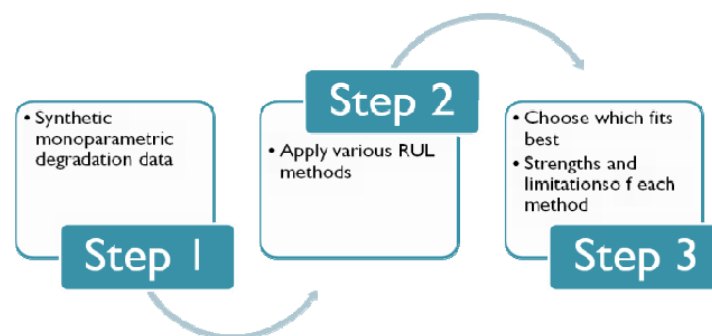 • Synthetic
monoparametric
degradation data
Step 1
Step 2
• Apply various RUL
methods
• Choose which fits
best
• Strengths and
limitationso f each
method
Step 3